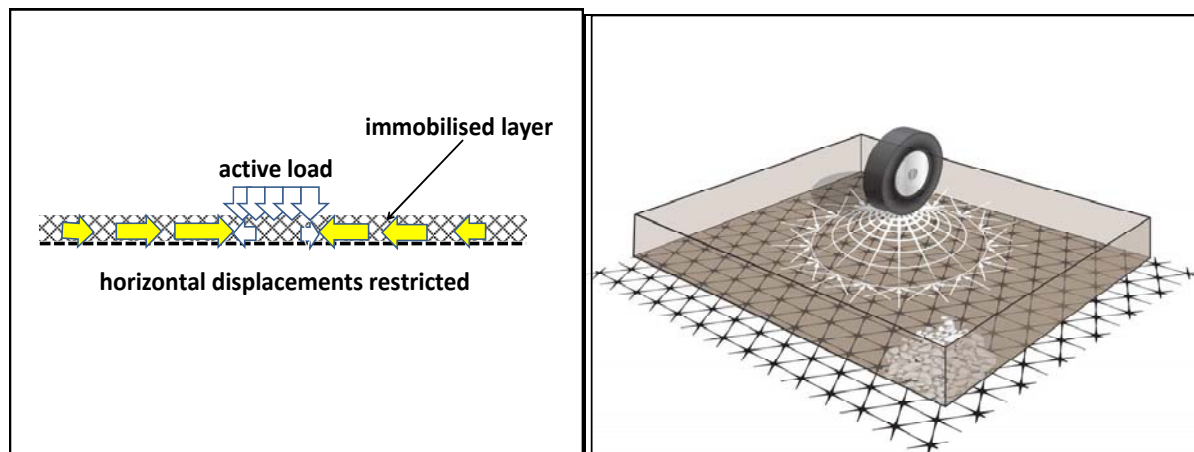 immobilised layer
active load
horizontal displacements restricted